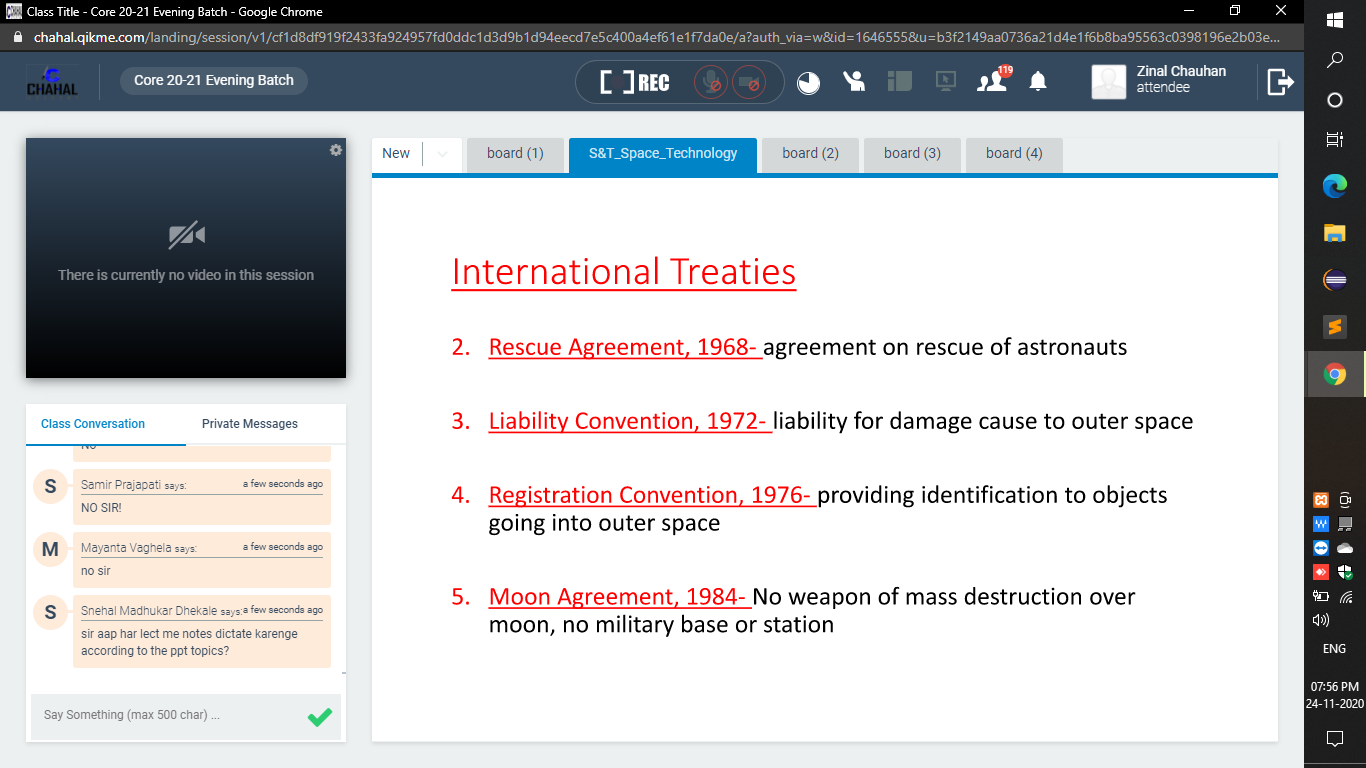 Class Title - Core 20-21 Evening Batch - Google Chrome
chahal.qikme.com/landing/session/v1/cf1d8df919f2433fa924957fd0ddc1d3d9b1d94eecd7e5c400a4ef61e1f7da0e/a?auth_via=w&id=1646555&u=b3f2149aa0736a21d4e1f6b8ba95563c0398196e2b03e...
CHAHAL
Core 20-21 Evening Batch
[ ] REC
119
Zinal Chauhan
attendee
There is currently no video in this session
New
board (1)
S&T_Space_Technology
board (2)
board (3)
board (4)
International Treaties
2. Rescue Agreement, 1968- agreement on rescue of astronauts
3. Liability Convention, 1972- liability for damage cause to outer space
4. Registration Convention, 1976- providing identification to objects
going into outer space
5. Moon Agreement, 1984- No weapon of mass destruction over
moon, no military base or station
Class Conversation
Private Messages
S
Samir Prajapati says:
a few seconds ago
NO SIR!
M
Mayanta Vaghela says:
a few seconds ago
no sir
S
Snehal Madhukar Dhekale says:
a few seconds ago
sir aap har lect me notes dictate karenge
according to the ppt topics?
Say Something (max 500 char) ...
ENG
07:56 PM
24-11-2020